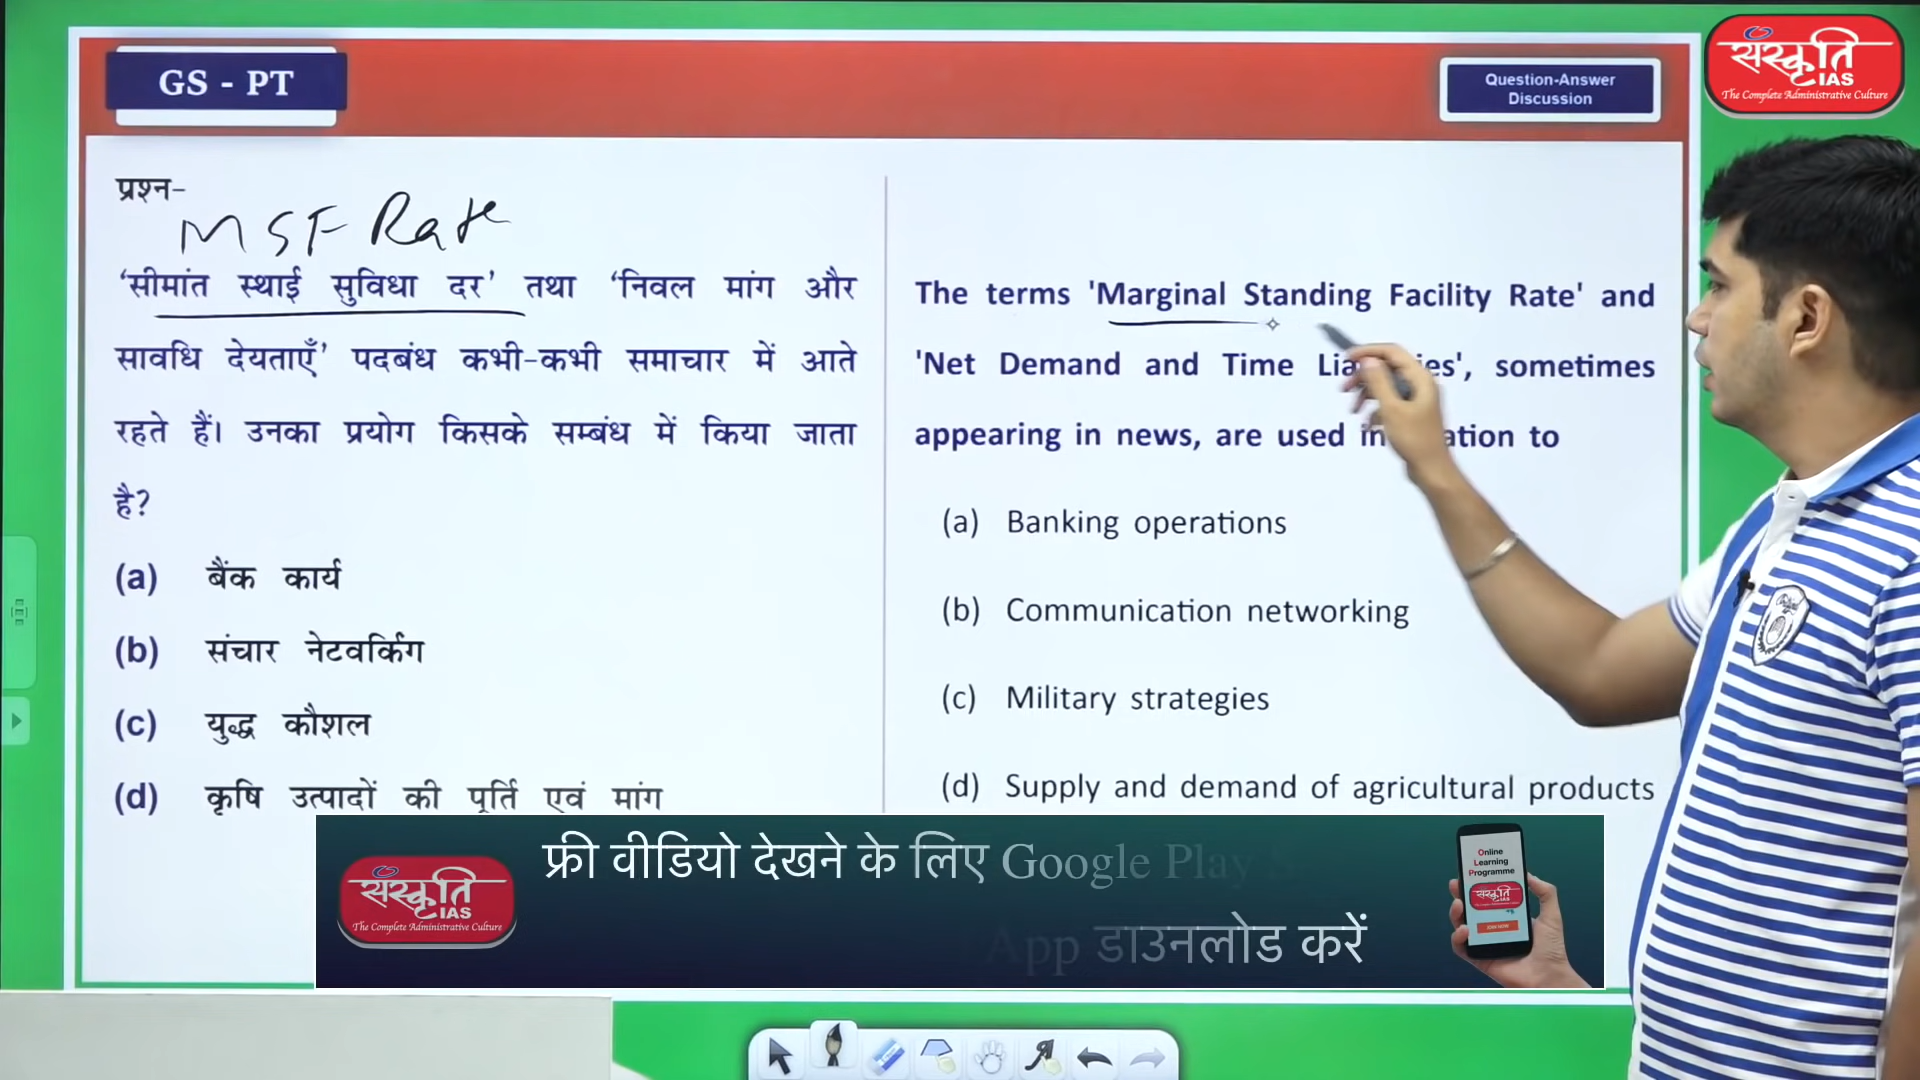 GS - PT
Question-Answer
Discussion
संस्कृति
IAS
The Complete Administrative Culture
प्रश्न-
MSF Rate
‘सीमांत स्थाई सुविधा दर’ तथा ‘निवल मांग और
सावधि देयताएँ’ पदबंध कभी-कभी समाचार में आते
रहते हैं। उनका प्रयोग किसके सम्बंध में किया जाता
है?
(a) बैंक कार्य
(b) संचार नेटवर्किंग
(c) युद्ध कौशल
(d) कृषि उत्पादों की पूर्ति एवं मांग
The terms 'Marginal Standing Facility Rate' and
'Net Demand and Time
sometimes
appearing in news, are used in
to
(a) Banking operations
(b) Communication networking
(c) Military strategies
(d) Supply and demand of agricultural products
संस्कृति
IAS
The Complete Administrative Culture
फ्री वीडियो देखने के लिए Google Play
App डाउनलोड करें
Online
Learning
Programme
संस्कृति